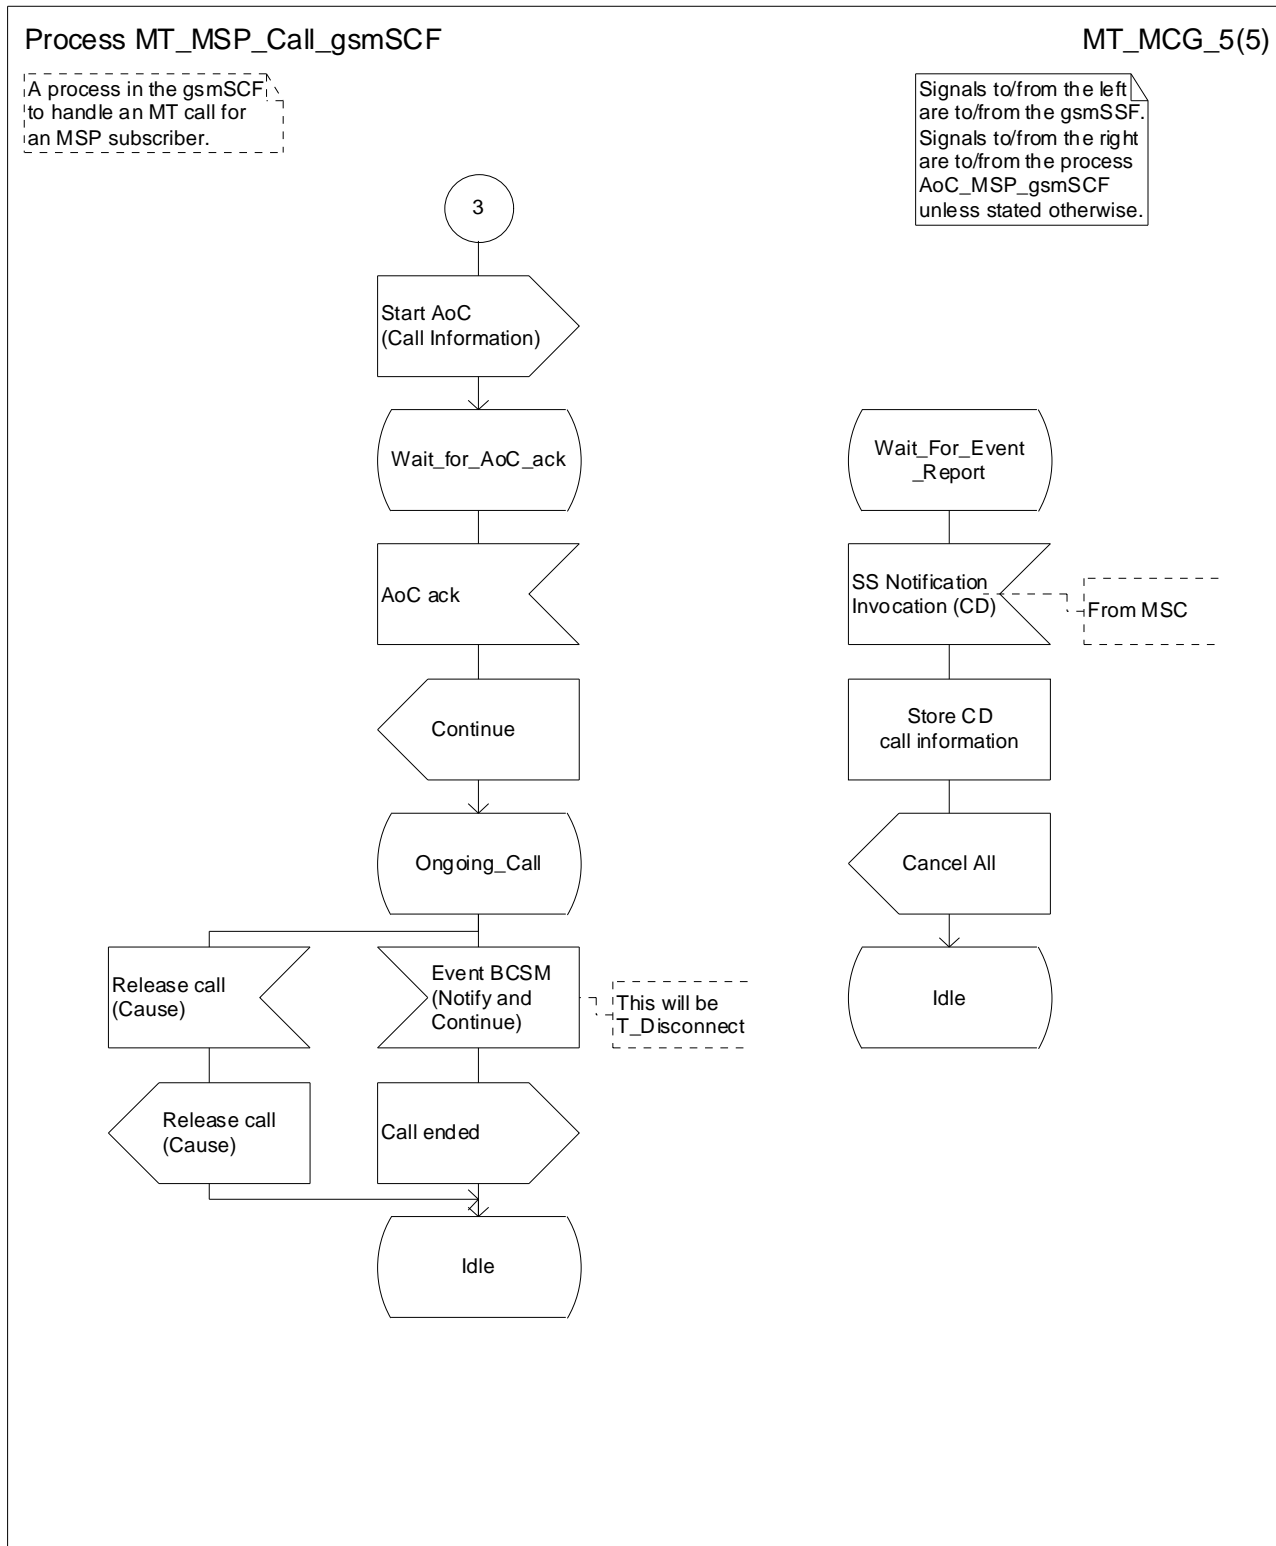 Process MT_MSP_Call_gsmSCF
MT_MCG_5(5)
A process in the gsmSCF
to handle an MT call for
an MSP subscriber.
Signals to/from the left
are to/from the gsmSSF.
Signals to/from the right
are to/from the process
AoC_MSP_gsmSCF
unless stated otherwise.
3
Start AoC
(Call Information)
Wait_for_AoC_ack
AoC ack
Continue
Ongoing_Call
Release call
(Cause)
Event BCSM
(Notify and
Continue)
This will be
T_Disconnect
Release call
(Cause)
Call ended
Idle
Wait_For_Event
_Report
SS Notification
Invocation (CD)
From MSC
Store CD
call information
Cancel All
Idle